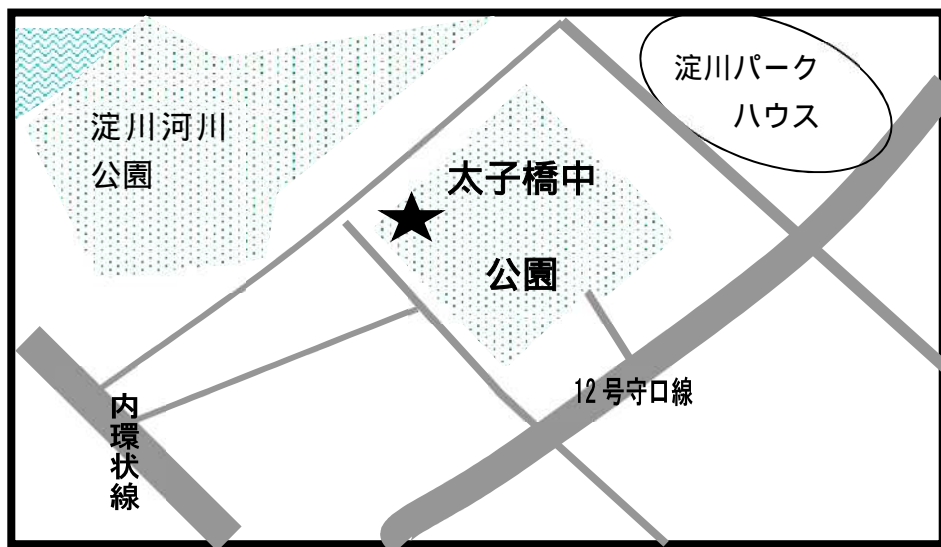 淀川パーク
ハウス
淀川河川
公園
太子橋中
公園
12号守口線
内環状線